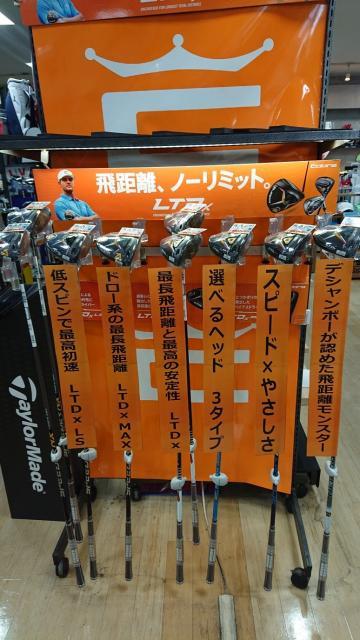 飛距離、ノーリミット。
LTDx
cobra
低スピンで最高初速 LTD×LS
ドロー系の最長飛距離 LTD×MAX
最長飛距離と最高の安定性 LTD×
選べるヘッド 3タイプ
スピード×やさしさ
デシャンボーが認めた飛距離モンスター
TaylorMade